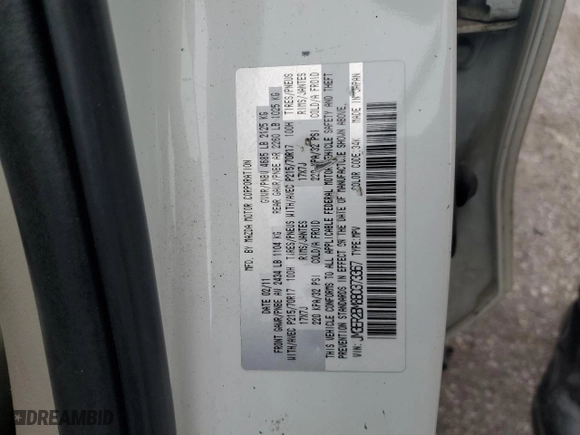 MFD. BY MAZDA MOTOR CORPORATION
DATE 02/11 GVWR/PNBV 4685 LB 2125 KG
FRONT GAWR/PNBE AV 2434 LB 1104 KG REAR GAWR/PNBE AR 2260 LB 1025 KG
WITH/AVEC P215/70R17 100H TIRES/PNEUS WITH/AVEC P215/70R17 100H TIRES/PNEUS
17X7J RIMS/JANTES 17X7J RIMS/JANTES
220 KPA/32 PSI COLD/A FROID 220 KPA/32 PSI COLD/A FROID
THIS VEHICLE CONFORMS TO ALL APPLICABLE FEDERAL MOTOR VEHICLE SAFETY AND THEFT
PREVENTION STANDARDS IN EFFECT ON THE DATE OF MANUFACTURE SHOWN ABOVE.
VIN: TYPE: MPV COLOR CODE: 34K MADE IN JAPAN
DREAMBID